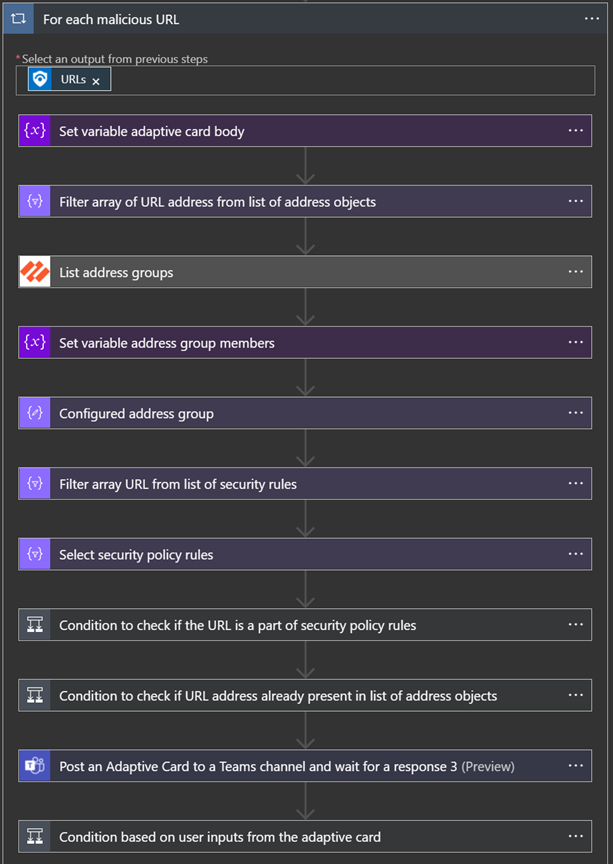 For each malicious URL
* Select an output from previous steps
URLs x
{x} Set variable adaptive card body
Filter array of URL address from list of address objects
List address groups
{x} Set variable address group members
Configured address group
Filter array URL from list of security rules
Select security policy rules
Condition to check if the URL is a part of security policy rules
Condition to check if URL address already present in list of address objects
Post an Adaptive Card to a Teams channel and wait for a response 3 (Preview)
Condition based on user inputs from the adaptive card